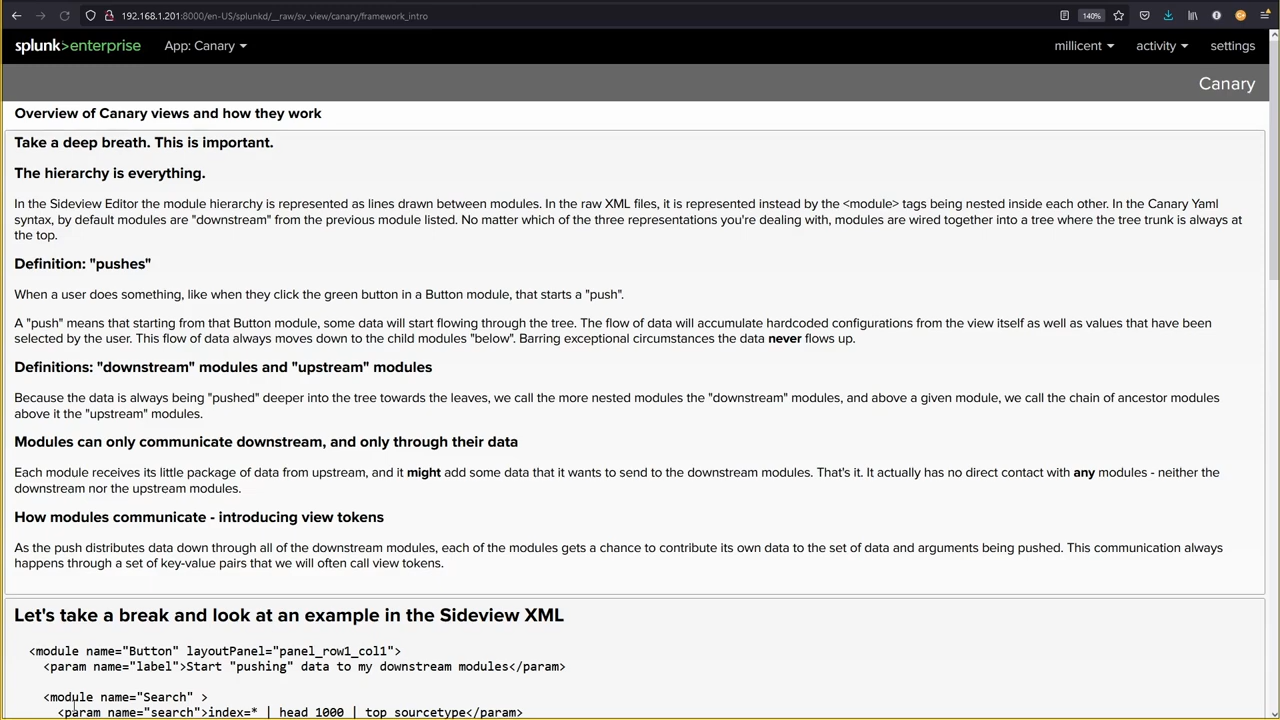 192.168.1.201:8000/en-US/splunkd/__raw/sv_view/canary/framework_intro
140%
splunk>enterprise App: Canary
millicent activity settings
Canary
Overview of Canary views and how they work
Take a deep breath. This is important.
The hierarchy is everything.
In the Sideview Editor the module hierarchy is represented as lines drawn between modules. In the raw XML files, it is represented instead by the <module> tags being nested inside each other. In the Canary Yaml
syntax, by default modules are "downstream" from the previous module listed. No matter which of the three representations you're dealing with, modules are wired together into a tree where the tree trunk is always at
the top.
Definition: "pushes"
When a user does something, like when they click the green button in a Button module, that starts a "push".
A "push" means that starting from that Button module, some data will start flowing through the tree. The flow of data will accumulate hardcoded configurations from the view itself as well as values that have been
selected by the user. This flow of data always moves down to the child modules "below". Barring exceptional circumstances the data never flows up.
Definitions: "downstream" modules and "upstream" modules
Because the data is always being "pushed" deeper into the tree towards the leaves, we call the more nested modules the "downstream" modules, and above a given module, we call the chain of ancestor modules
above it the "upstream" modules.
Modules can only communicate downstream, and only through their data
Each module receives its little package of data from upstream, and it might add some data that it wants to send to the downstream modules. That's it. It actually has no direct contact with any modules - neither the
downstream nor the upstream modules.
How modules communicate - introducing view tokens
As the push distributes data down through all of the downstream modules, each of the modules gets a chance to contribute its own data to the set of data and arguments being pushed. This communication always
happens through a set of key-value pairs that we will often call view tokens.
Let's take a break and look at an example in the Sideview XML
<module name="Button" layoutPanel="panel_row1_col1">
<param name="label">Start "pushing" data to my downstream modules</param>
<module name="Search" >
<param name="search">index=* | head 1000 | top sourcetype</param>